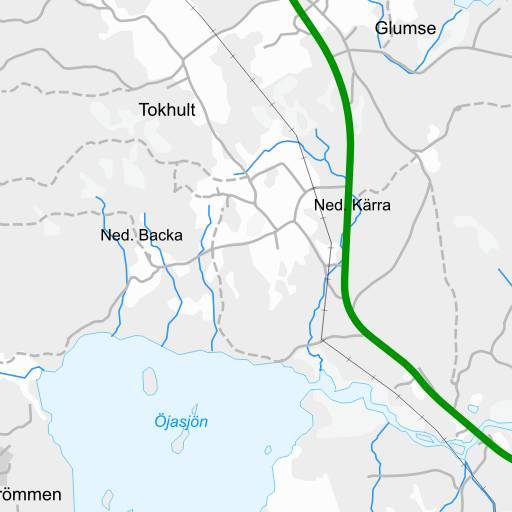 Glumse
Tokhult
Ned. Kärra
Ned. Backa
Öjasjön
römmen